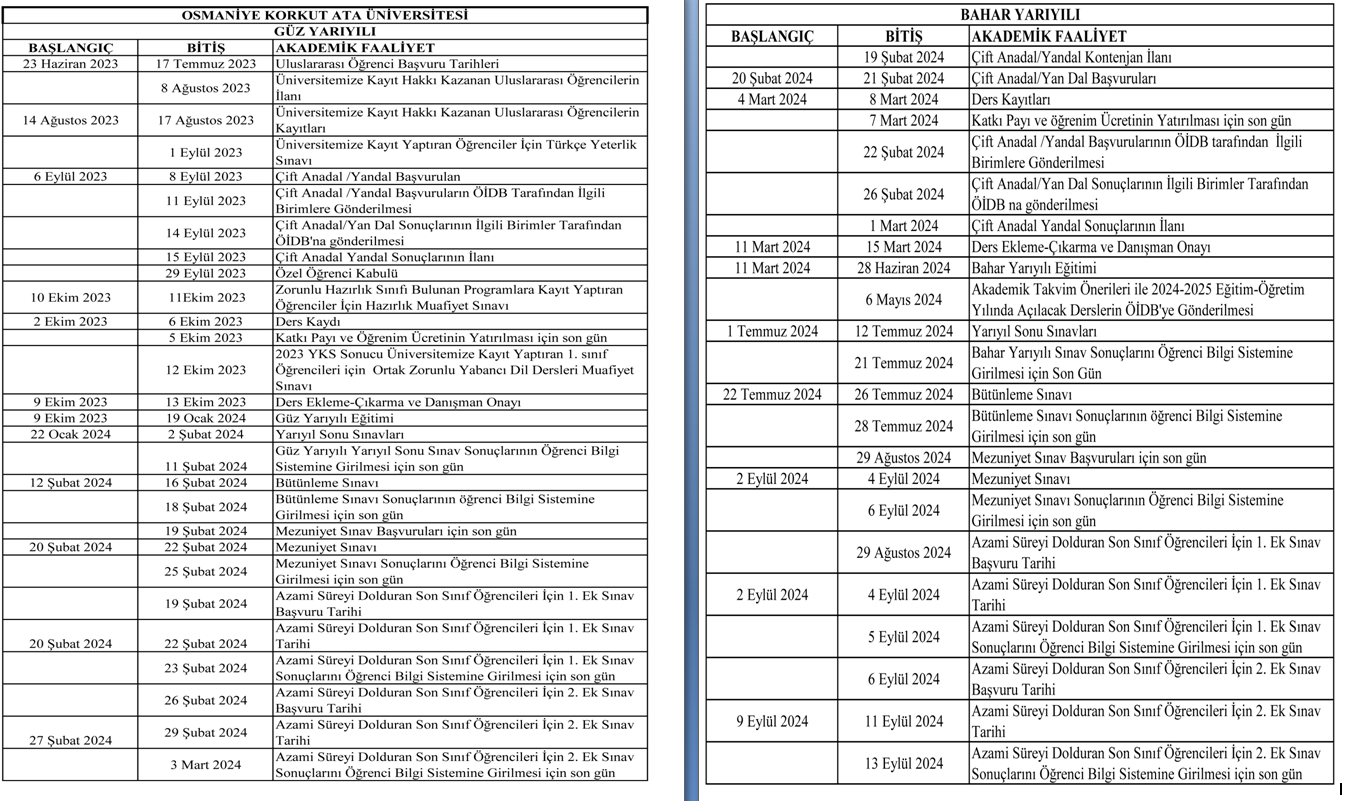 OSMANİYE KORKUT ATA ÜNİVERSİTESİ
GÜZ YARIYILI
BAŞLANGIÇ BİTİŞ AKADEMİK FAALİYET
23 Haziran 2023 17 Temmuz 2023 Uluslararası Öğrenci Başvuru Tarihleri
8 Ağustos 2023 Üniversitemize Kayıt Hakkı Kazanan Uluslararası Öğrencilerin
İlanı
14 Ağustos 2023 17 Ağustos 2023 Üniversitemize Kayıt Hakkı Kazanan Uluslararası Öğrencilerin
Kayıtları
1 Eylül 2023 Üniversitemize Kayıt Yaptıran Öğrenciler İçin Türkçe Yeterlik
Sınavı
6 Eylül 2023 8 Eylül 2023 Çift Anadal /Yandal Başvurulan
11 Eylül 2023 Çift Anadal /Yandal Başvuruların ÖİDB Tarafından İlgili
Birimlere Gönderilmesi
14 Eylül 2023 Çift Anadal/Yan Dal Sonuçlarının İlgili Birimler Tarafından
ÖİDB'na gönderilmesi
15 Eylül 2023 Çift Anadal Yandal Sonuçlarının İlanı
29 Eylül 2023 Özel Öğrenci Kabulü
10 Ekim 2023 11Ekim 2023 Zorunlu Hazırlık Sınıfı Bulunan Programlara Kayıt Yaptıran
Öğrenciler İçin Hazırlık Muafiyet Sınavı
2 Ekim 2023 6 Ekim 2023 Ders Kaydı
5 Ekim 2023 Katkı Payı ve Öğrenim Ücretinin Yatırılması için son gün
12 Ekim 2023 2023 YKS Sonucu Üniversitemize Kayıt Yaptıran 1. sınıf
Öğrencileri için Ortak Zorunlu Yabancı Dil Dersleri Muafiyet
Sınavı
9 Ekim 2023 13 Ekim 2023 Ders Ekleme-Çıkarma ve Danışman Onayı
9 Ekim 2023 19 Ocak 2024 Güz Yarıyılı Eğitimi
22 Ocak 2024 2 Şubat 2024 Yarıyıl Sonu Sınavları
11 Şubat 2024 Güz Yarıyılı Yarıyıl Sonu Sınav Sonuçlarının Öğrenci Bilgi
Sistemine Girilmesi için son gün
12 Şubat 2024 16 Şubat 2024 Bütünleme Sınavı
18 Şubat 2024 Bütünleme Sınavı Sonuçlarının öğrenci Bilgi Sistemine
Girilmesi için son gün
19 Şubat 2024 Mezuniyet Sınav Başvuruları için son gün
20 Şubat 2024 22 Şubat 2024 Mezuniyet Sınavı
25 Şubat 2024 Mezuniyet Sınavı Sonuçlarını Öğrenci Bilgi Sistemine
Girilmesi için son gün
19 Şubat 2024 Azami Süreyi Dolduran Son Sınıf Öğrencileri İçin 1. Ek Sınav
Başvuru Tarihi
20 Şubat 2024 22 Şubat 2024 Azami Süreyi Dolduran Son Sınıf Öğrencileri İçin 1. Ek Sınav
Tarihi
23 Şubat 2024 Azami Süreyi Dolduran Son Sınıf Öğrencileri İçin 1. Ek Sınav
Sonuçlarını Öğrenci Bilgi Sistemine Girilmesi için son gün
26 Şubat 2024 Azami Süreyi Dolduran Son Sınıf Öğrencileri İçin 2. Ek Sınav
Başvuru Tarihi
27 Şubat 2024 29 Şubat 2024 Azami Süreyi Dolduran Son Sınıf Öğrencileri İçin 2. Ek Sınav
Tarihi
3 Mart 2024 Azami Süreyi Dolduran Son Sınıf Öğrencileri İçin 2. Ek Sınav
Sonuçlarını Öğrenci Bilgi Sistemine Girilmesi için son gün
BAHAR YARIYILI
BAŞLANGIÇ BİTİŞ AKADEMİK FAALİYET
19 Şubat 2024 Çift Anadal/Yandal Kontenjan İlanı
20 Şubat 2024 21 Şubat 2024 Çift Anadal/Yan Dal Başvuruları
4 Mart 2024 8 Mart 2024 Ders Kayıtları
7 Mart 2024 Katkı Payı ve öğrenim Ücretinin Yatırılması için son gün
22 Şubat 2024 Çift Anadal /Yandal Başvurularının ÖİDB tarafından İlgili
Birimlere Gönderilmesi
26 Şubat 2024 Çift Anadal/Yan Dal Sonuçlarının İlgili Birimler Tarafından
ÖİDB na gönderilmesi
1 Mart 2024 Çift Anadal Yandal Sonuçlarının İlanı
11 Mart 2024 15 Mart 2024 Ders Ekleme-Çıkarma ve Danışman Onayı
11 Mart 2024 28 Haziran 2024 Bahar Yarıyılı Eğitimi
6 Mayıs 2024 Akademik Takvim Önerileri ile 2024-2025 Eğitim-Öğretim
Yılında Açılacak Derslerin ÖİDB'ye Gönderilmesi
1 Temmuz 2024 12 Temmuz 2024 Yarıyıl Sonu Sınavları
21 Temmuz 2024 Bahar Yarıyılı Sınav Sonuçlarını Öğrenci Bilgi Sistemine
Girilmesi için Son Gün
22 Temmuz 2024 26 Temmuz 2024 Bütünleme Sınavı
28 Temmuz 2024 Bütünleme Sınavı Sonuçlarının öğrenci Bilgi Sistemine
Girilmesi için son gün
29 Ağustos 2024 Mezuniyet Sınav Başvuruları için son gün
2 Eylül 2024 4 Eylül 2024 Mezuniyet Sınavı
6 Eylül 2024 Mezuniyet Sınavı Sonuçlarının Öğrenci Bilgi Sistemine
Girilmesi için son gün
29 Ağustos 2024 Azami Süreyi Dolduran Son Sınıf Öğrencileri İçin 1. Ek Sınav
Başvuru Tarihi
2 Eylül 2024 4 Eylül 2024 Azami Süreyi Dolduran Son Sınıf Öğrencileri İçin 1. Ek Sınav
Tarihi
5 Eylül 2024 Azami Süreyi Dolduran Son Sınıf Öğrencileri İçin 1. Ek Sınav
Sonuçlarını Öğrenci Bilgi Sistemine Girilmesi için son gün
6 Eylül 2024 Azami Süreyi Dolduran Son Sınıf Öğrencileri İçin 2. Ek Sınav
Başvuru Tarihi
9 Eylül 2024 11 Eylül 2024 Azami Süreyi Dolduran Son Sınıf Öğrencileri İçin 2. Ek Sınav
Tarihi
13 Eylül 2024 Azami Süreyi Dolduran Son Sınıf Öğrencileri İçin 2. Ek Sınav
Sonuçlarını Öğrenci Bilgi Sistemine Girilmesi için son gün